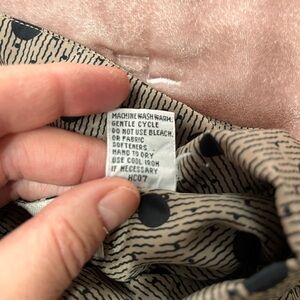 MACHINE WASH WARM:
GENTLE CYCLE
DO NOT USE BLEACH,
OR FABRIC
SOFTENERS.
HAND TO DRY
USE COOL IRON
IF NECESSARY
HC07